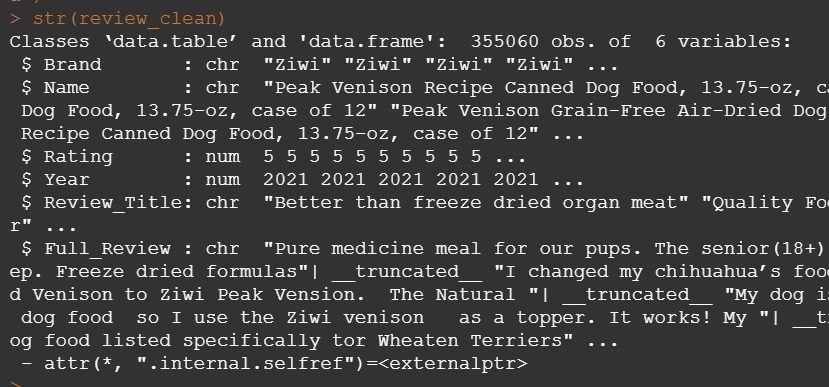 > str(review_clean)
Classes ‘data.table’ and 'data.frame':  355060 obs. of  6 variables:
 $ Brand       : chr  "Ziwi" "Ziwi" "Ziwi" "Ziwi" ...
 $ Name        : chr  "Peak Venison Recipe Canned Dog Food, 13.75-oz, c
 Dog Food, 13.75-oz, case of 12" "Peak Venison Grain-Free Air-Dried Dog
 Recipe Canned Dog Food, 13.75-oz, case of 12" ...
 $ Rating      : num  5 5 5 5 5 5 5 5 5 5 ...
 $ Year        : num  2021 2021 2021 2021 2021 ...
 $ Review_Title: chr  "Better than freeze dried organ meat" "Quality Fo
r" ...
 $ Full_Review : chr  "Pure medicine meal for our pups. The senior(18+)
ep. Freeze dried formulas"| __truncated__ "I changed my chihuahua’s foo
d Venison to Ziwi Peak Vension.  The Natural "| __truncated__ "My dog is
 dog food  so I use the Ziwi venison   as a topper. It works! My "| __t
og food listed specifically tor Wheaten Terriers" ...
 - attr(*, ".internal.selfref")=<externalptr>